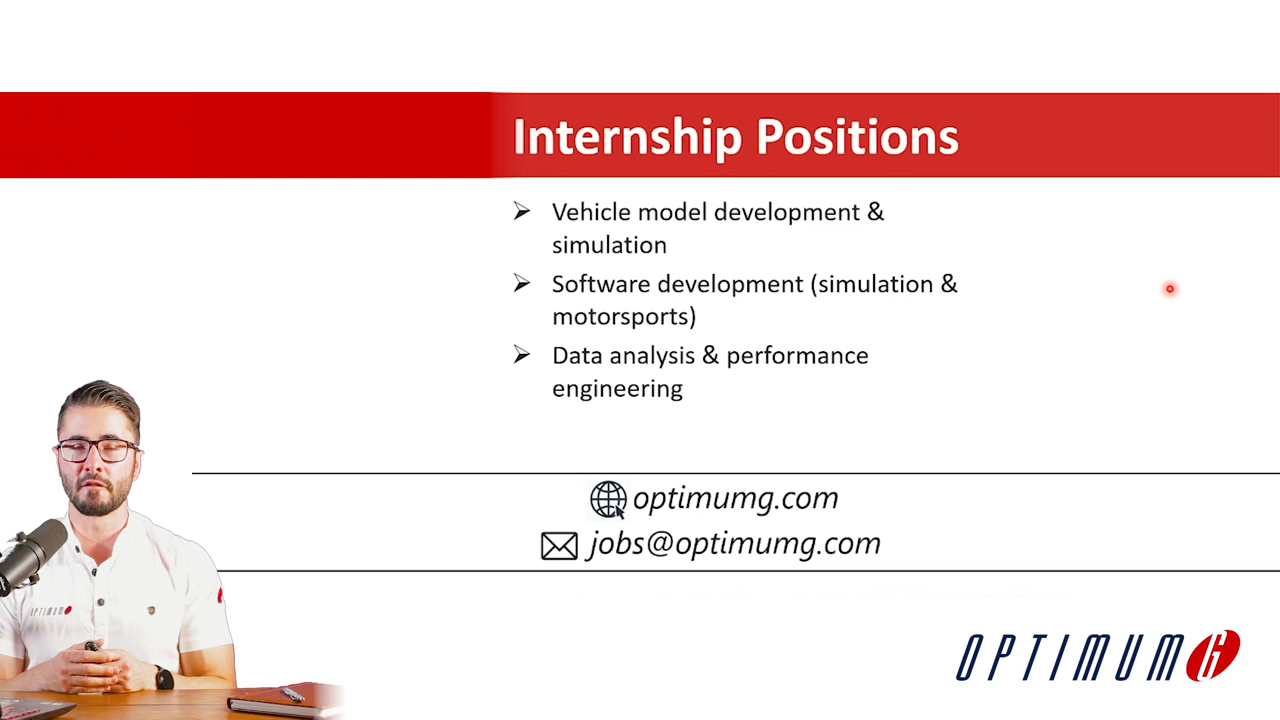 Internship Positions
Vehicle model development &
simulation
Software development (simulation &
motorsports)
Data analysis & performance
engineering
optimumg.com
jobs@optimumg.com
OPTIMUM
OPTIMUMG